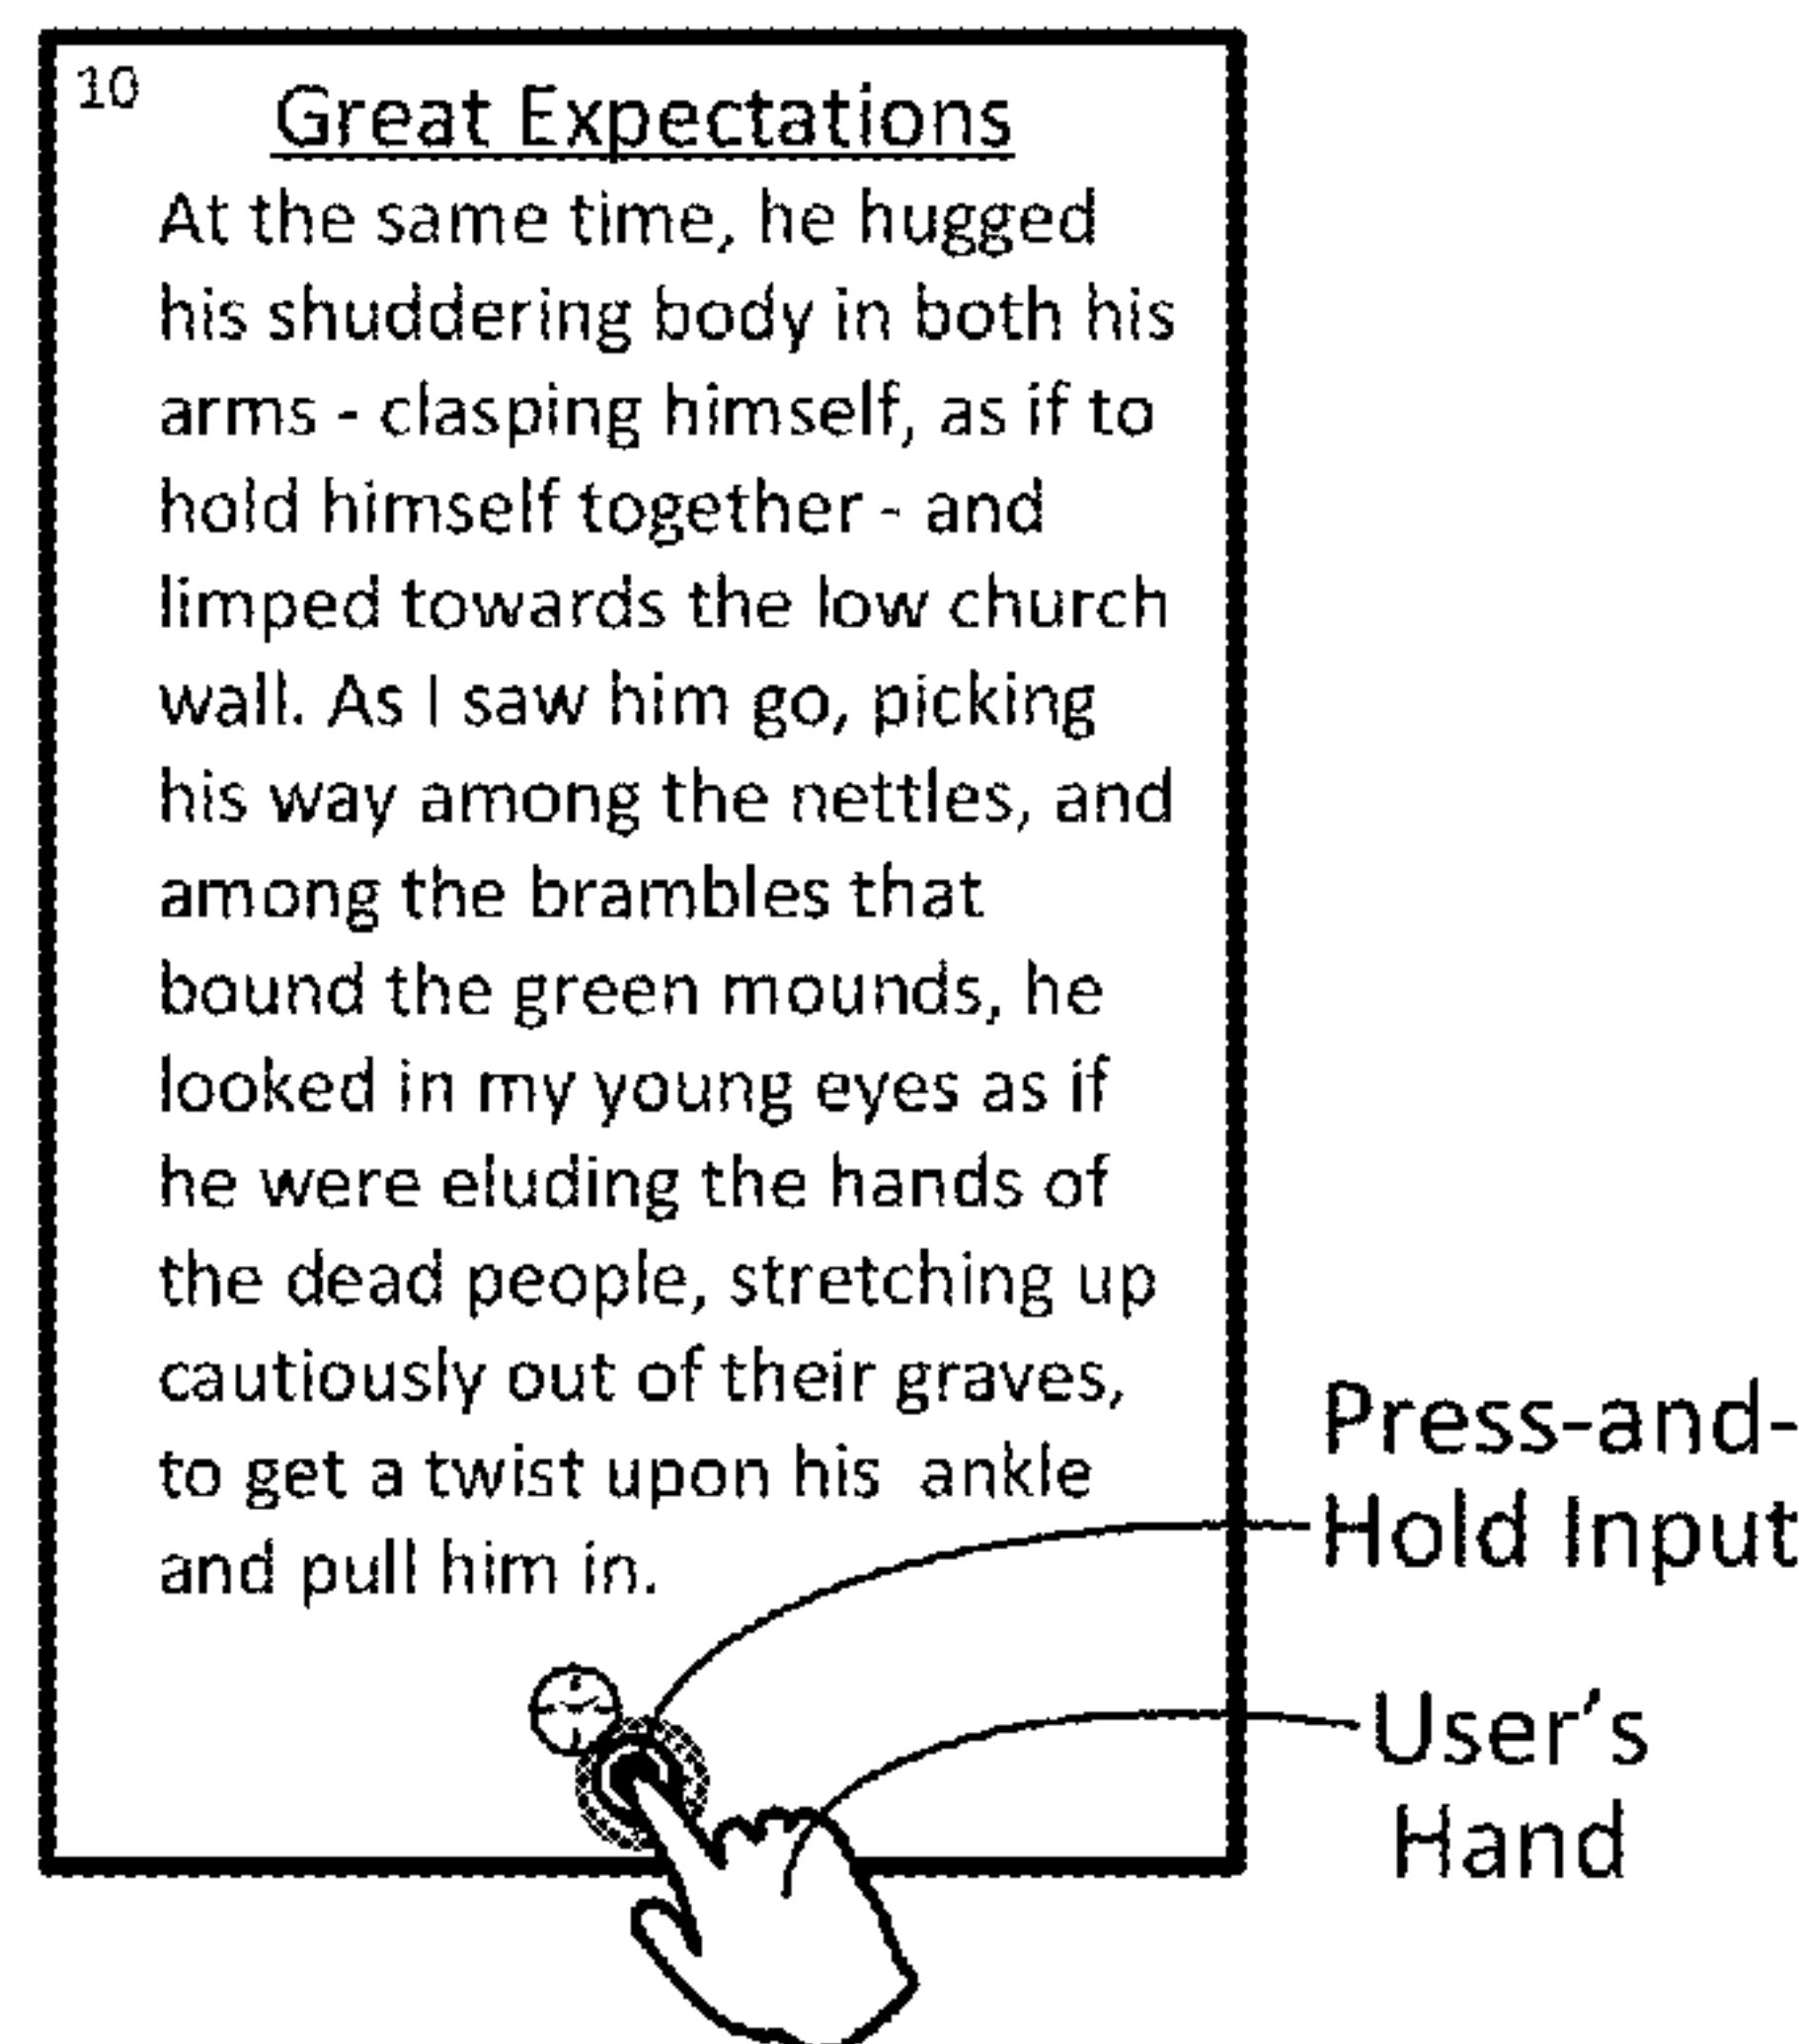 10
Great Expectations
At the same time, he hugged
his shuddering body in both his
arms - clasping himself, as if to
hold himself together - and
limped towards the low church
wall. As I saw him go, picking
his way among the nettles, and
among the brambles that
bound the green mounds, he
looked in my young eyes as if
he were eluding the hands of
the dead people, stretching up
cautiously out of their graves,
to get a twist upon his  ankle
and pull him in.
Press-and-
Hold Input
User's
Hand